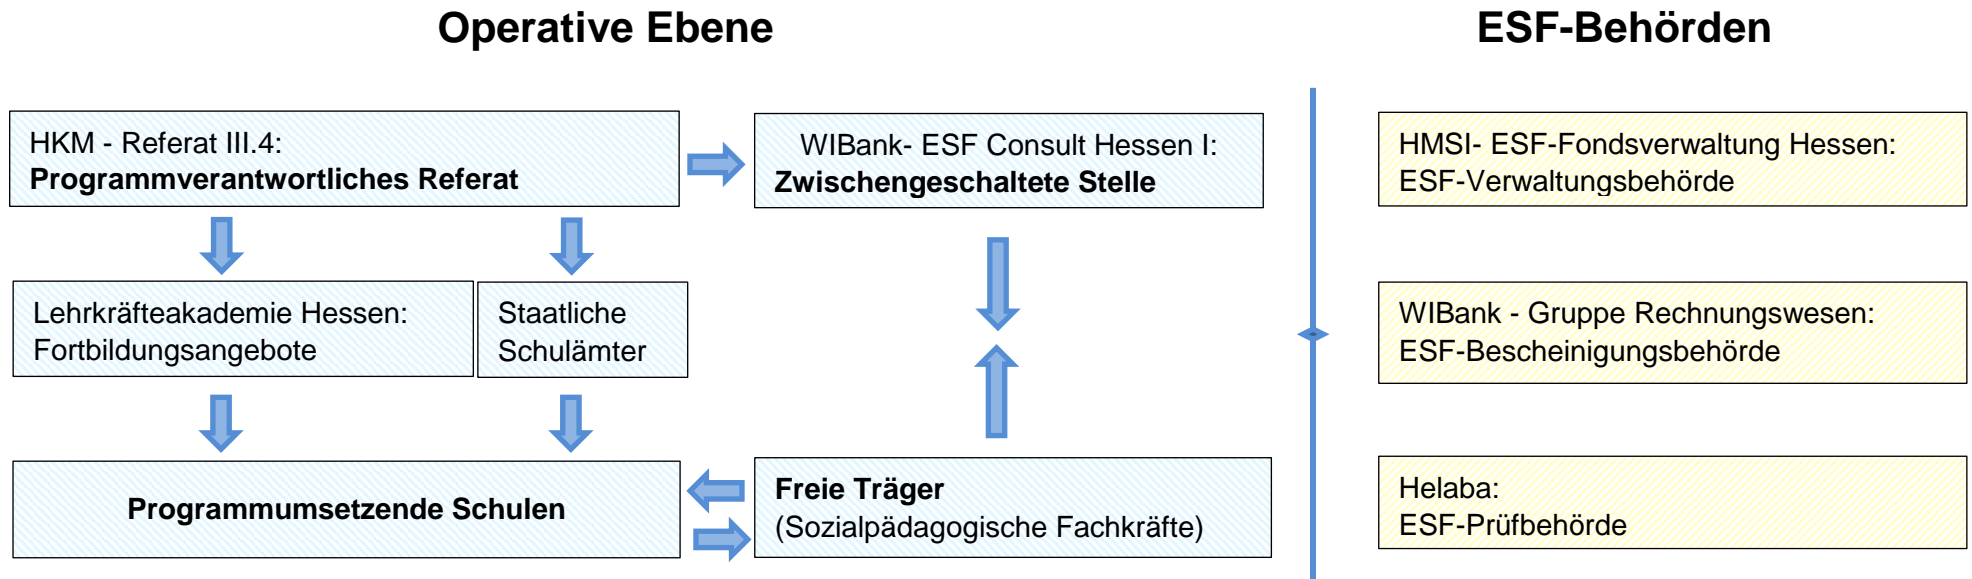 Operative Ebene
ESF-Behörden
HKM - Referat III.4:
Programmverantwortliches Referat
WIBank- ESF Consult Hessen I:
Zwischengeschaltete Stelle
HMSI- ESF-Fondsverwaltung Hessen:
ESF-Verwaltungsbehörde
Lehrkräfteakademie Hessen:
Fortbildungsangebote
Staatliche
Schulämter
WIBank - Gruppe Rechnungswesen:
ESF-Bescheinigungsbehörde
Programmumsetzende Schulen
Freie Träger
(Sozialpädagogische Fachkräfte)
Helaba:
ESF-Prüfbehörde